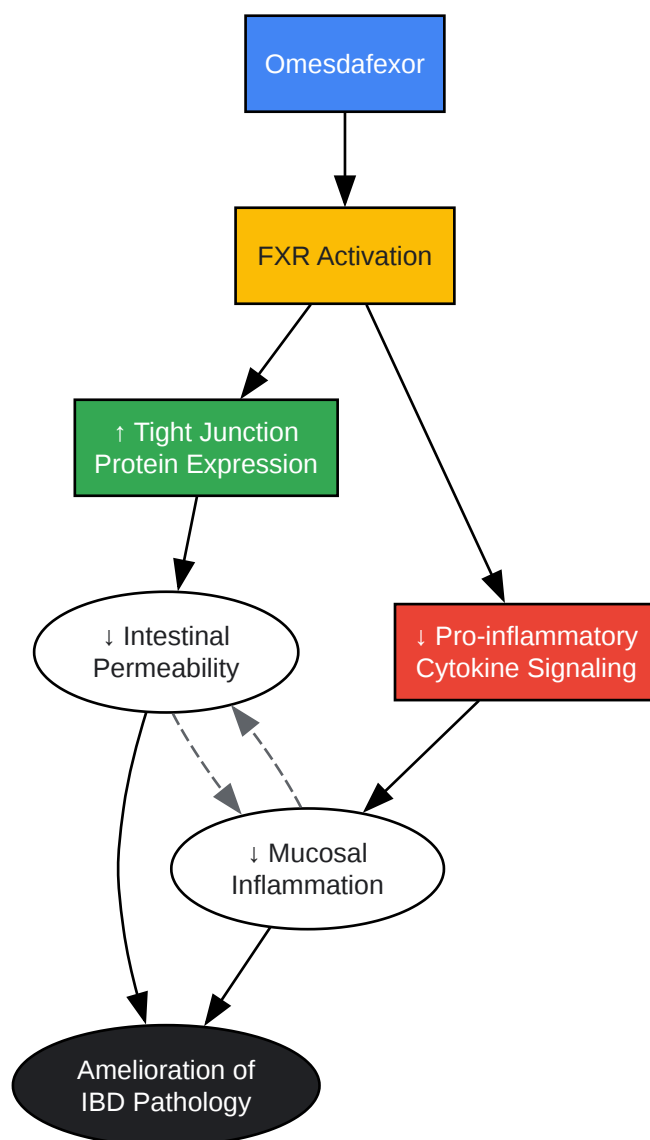 Omesdafexor
FXR Activation
↑ Tight Junction
Protein Expression
↓ Intestinal
Permeability
↓ Pro-inflammatory
Cytokine Signaling
↓ Mucosal
Inflammation
Amelioration of
IBD Pathology